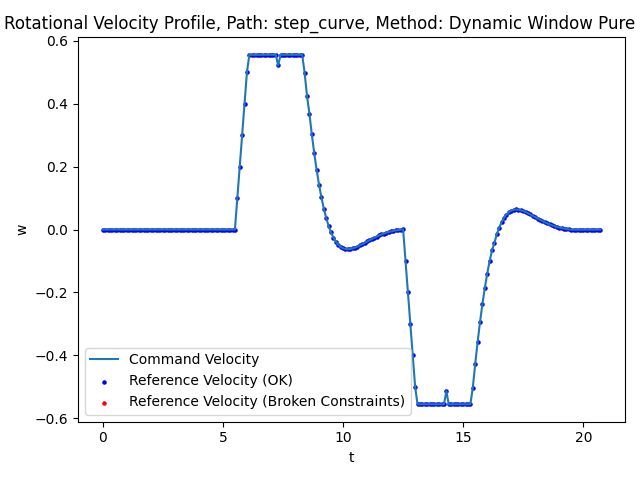 Rotational Velocity Profile, Path: step_curve, Method: Dynamic Window Pure
0.6
0.4
0.2
0.0
−0.2
−0.4
−0.6
w
Command Velocity
Reference Velocity (OK)
Reference Velocity (Broken Constraints)
0 5 10 15 20
t